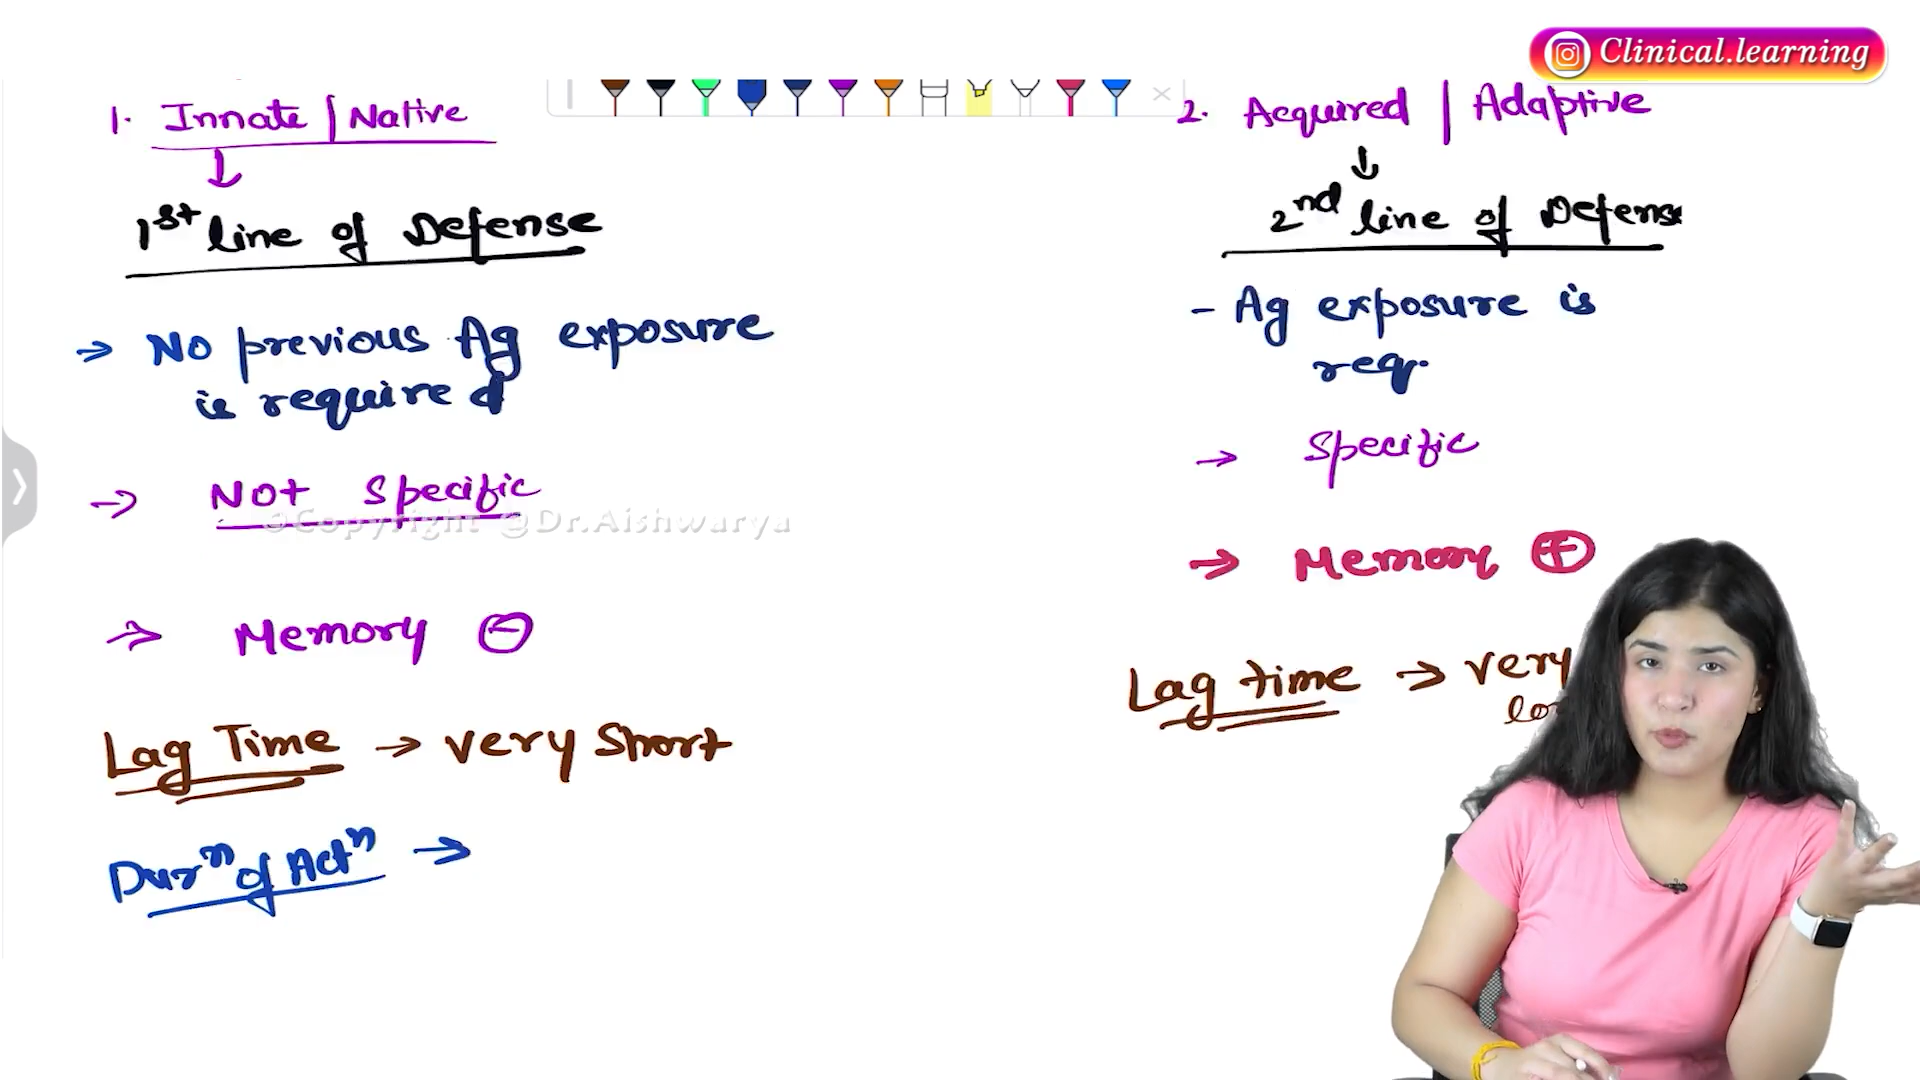 Clinical.learning
1. Innate | Native
↓
1st line of Defense
→ No previous Ag exposure
is required
→ Not Specific
©Copyright @Dr.Aishwarya
→ Memory ⊖
Lag Time → very Short
Durⁿ of Actⁿ →
2. Acquired | Adaptive
↓
2nd line of Defense
- Ag exposure is
req.
→ Specific
→ Memory ⊕
Lag time → very